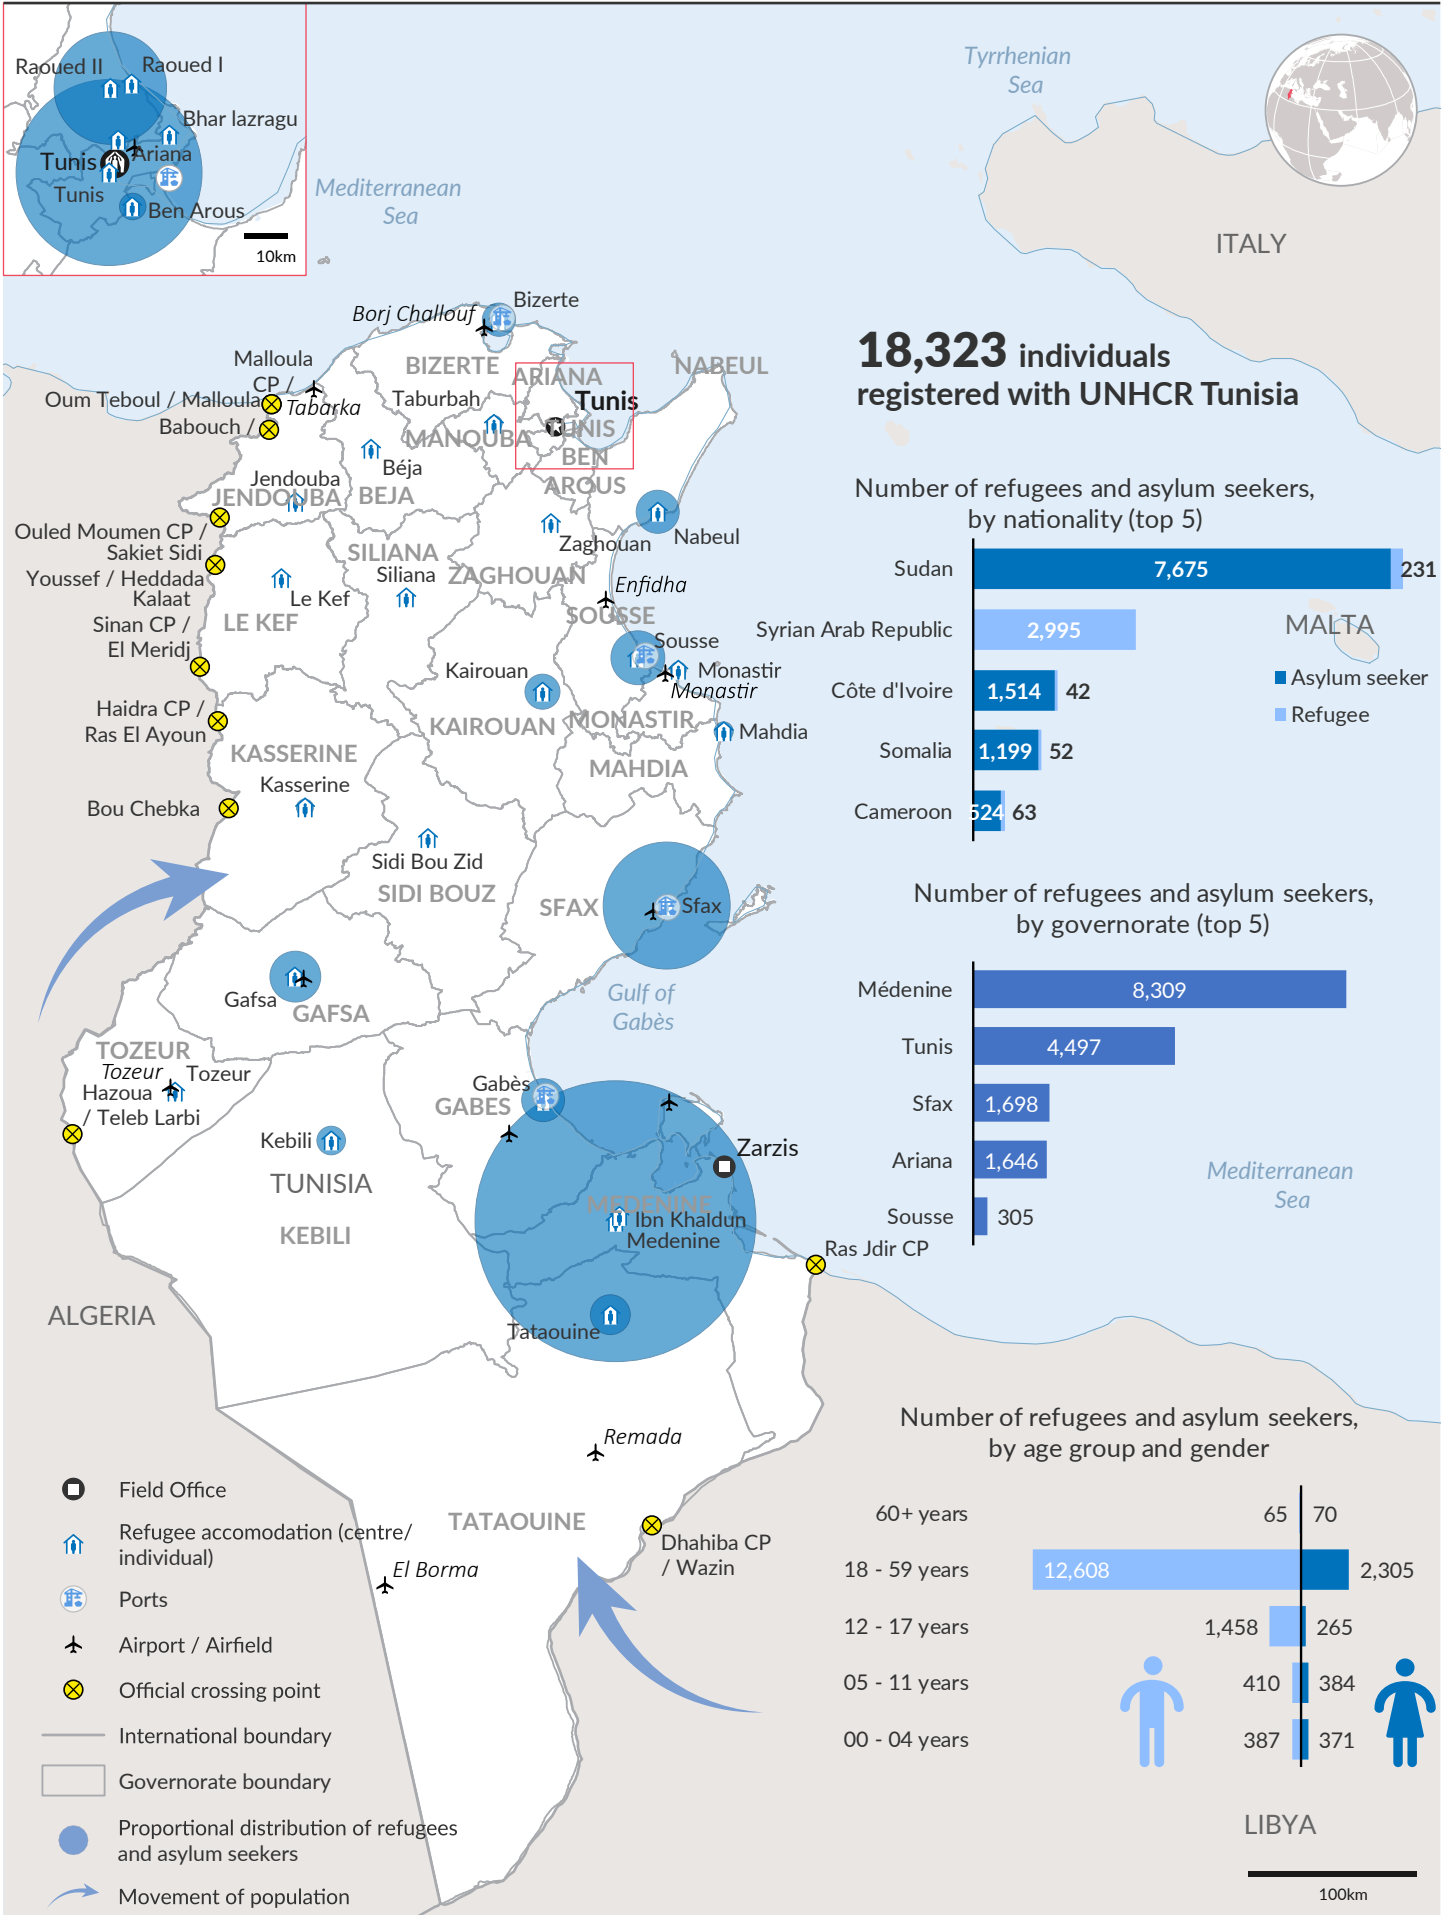 Raoued II
Raoued I
Bhar lazragu
Ariana
Tunis
Tunis
Ben Arous
10km
Mediterranean
Sea
Tyrrhenian
Sea
ITALY
Borj Challouf
Bizerte
BIZERTE
ARIANA
NABEUL
Malloula
CP /
Oum Teboul / Malloula
Tabarka
Babouch /
Taburbah
Tunis
TUNIS
MANOUBA
BEN
AROUS
Béja
BEJA
Jendouba
JENDOUBA
Ouled Moumen CP /
Sakiet Sidi
Youssef / Heddada
Kalaat
Sinan CP /
El Meridj
Nabeul
Zaghouan
ZAGHOUAN
SILIANA
Siliana
Le Kef
LE KEF
Enfidha
SOUSSE
Sousse
Monastir
Monastir
Kairouan
KAIROUAN
MONASTIR
Mahdia
MAHDIA
Haidra CP /
Ras El Ayoun
KASSERINE
Kasserine
Bou Chebka
Sidi Bou Zid
SIDI BOUZ
SFAX
Sfax
Gafsa
GAFSA
Gulf of
Gabès
TOZEUR
Tozeur
Tozeur
Hazoua
/ Teleb Larbi
Gabès
GABES
Kebili
TUNISIA
KEBILI
Zarzis
MEDENINE
Ibn Khaldun
Medenine
Ras Jdir CP
Tataouine
ALGERIA
Remada
TATAOUINE
Dhahiba CP
/ Wazin
El Borma
18,323 individuals
registered with UNHCR Tunisia
Number of refugees and asylum seekers,
by nationality (top 5)
Sudan 7,675 231
Syrian Arab Republic 2,995
Côte d'Ivoire 1,514 42
Somalia 1,199 52
Cameroon 524 63
MALTA
Asylum seeker
Refugee
Number of refugees and asylum seekers,
by governorate (top 5)
Médenine 8,309
Tunis 4,497
Sfax 1,698
Ariana 1,646
Sousse 305
Mediterranean
Sea
Number of refugees and asylum seekers,
by age group and gender
60+ years 65 70
18 - 59 years 12,608 2,305
12 - 17 years 1,458 265
05 - 11 years 410 384
00 - 04 years 387 371
LIBYA
100km
Field Office
Refugee accomodation (centre/
individual)
Ports
Airport / Airfield
Official crossing point
International boundary
Governorate boundary
Proportional distribution of refugees
and asylum seekers
Movement of population